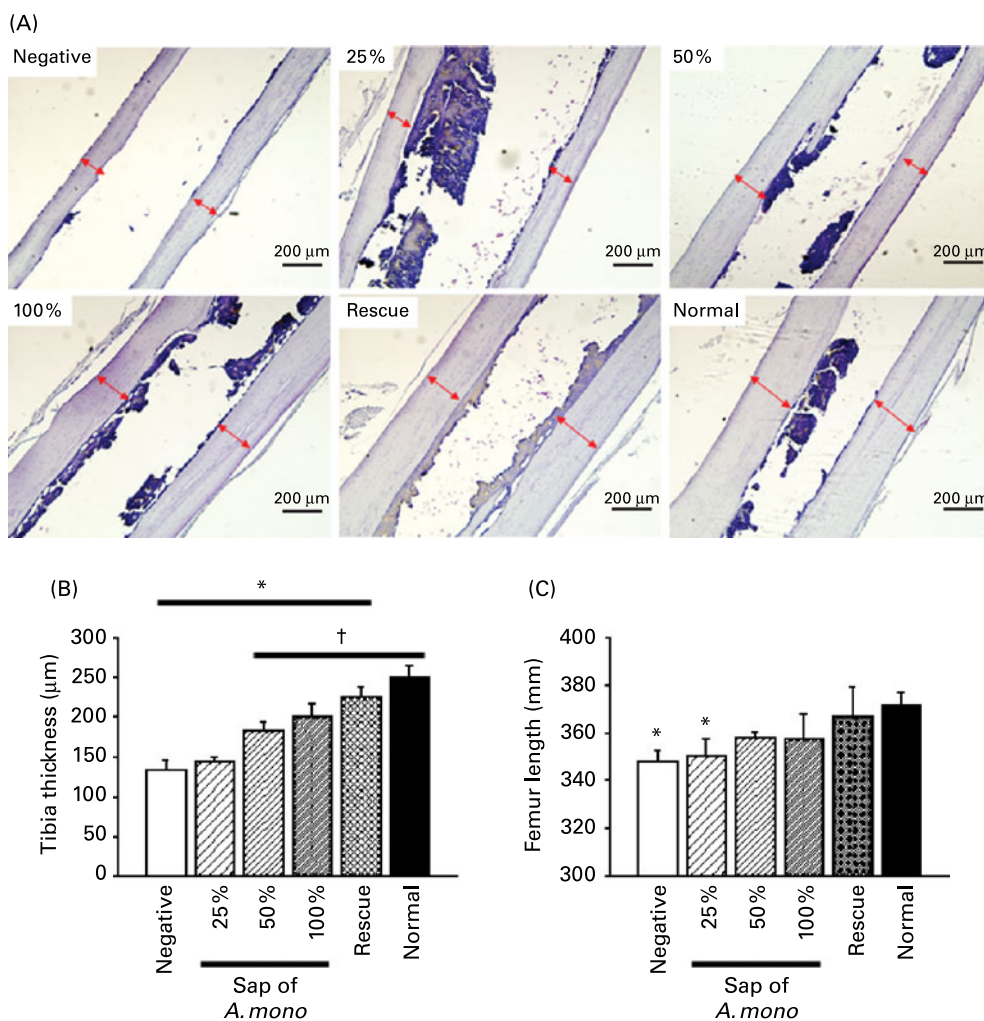 (A)
Negative
25%
50%
200 μm
200 μm
200 μm
100%
Rescue
Normal
200 μm
200 μm
200 μm
(B)
(C)
*
†
300
250
200
150
100
50
0
Tibia thickness (μm)
Negative
25%
50%
100%
Rescue
Normal
Sap of
A. mono
400
380
360
340
320
300
Femur length (mm)
*
*
Negative
25%
50%
100%
Rescue
Normal
Sap of
A. mono